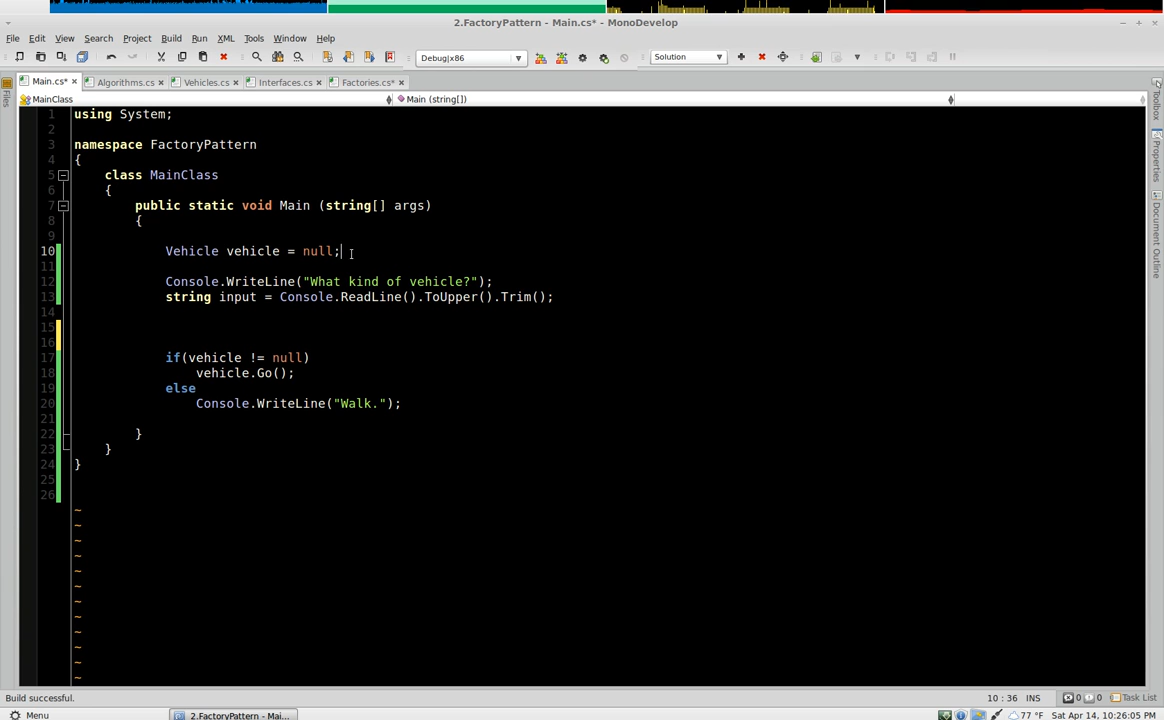 2.FactoryPattern - Main.cs* - MonoDevelop
File Edit View Search Project Build Run XML Tools Window Help
Debug|x86
Solution
Files
Main.cs* Algorithms.cs Vehicles.cs Interfaces.cs Factories.cs*
MainClass Main (string[])
1 using System;
2
3 namespace FactoryPattern
4 {
5 class MainClass
6 {
7 public static void Main (string[] args)
8 {
9
10 Vehicle vehicle = null;
11
12 Console.WriteLine("What kind of vehicle?");
13 string input = Console.ReadLine().ToUpper().Trim();
14
15
16
17 if(vehicle != null)
18 vehicle.Go();
19 else
20 Console.WriteLine("Walk.");
21
22 }
23 }
24 }
25
26
~
~
~
~
~
~
~
~
~
~
~
~
Toolbox
Properties
Document Outline
Build successful.
10 : 36 INS
0 0 Task List
Menu
2.FactoryPattern - Mai...
77 °F Sat Apr 14, 10:26:05 PM